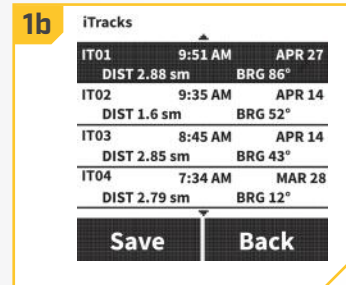 1b
iTracks
IT01 9:51 AM APR 27
DIST 2.88 sm BRG 86°
IT02 9:35 AM APR 14
DIST 1.6 sm BRG 52°
IT03 8:45 AM APR 14
DIST 2.85 sm BRG 43°
IT04 7:34 AM MAR 28
DIST 2.79 sm BRG 12°
Save Back